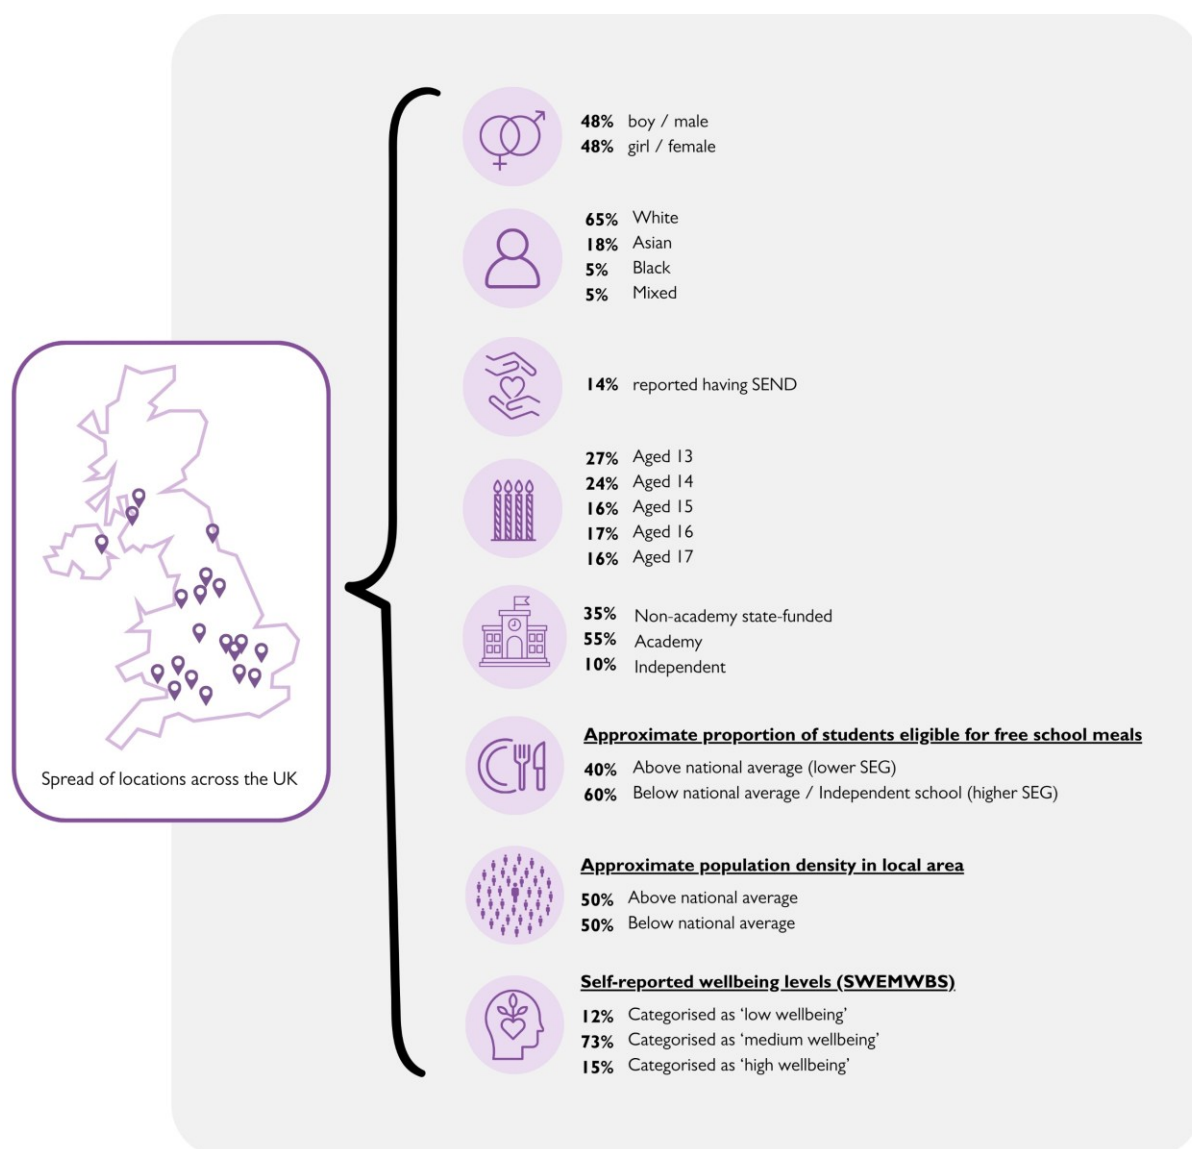 48% boy / male
48% girl / female
65% White
18% Asian
5% Black
5% Mixed
14% reported having SEND
27% Aged 13
24% Aged 14
16% Aged 15
17% Aged 16
16% Aged 17
35% Non-academy state-funded
55% Academy
10% Independent
Spread of locations across the UK
Approximate proportion of students eligible for free school meals
40% Above national average (lower SEG)
60% Below national average / Independent school (higher SEG)
Approximate population density in local area
50% Above national average
50% Below national average
Self-reported wellbeing levels (SWEMWBS)
12% Categorised as ‘low wellbeing’
73% Categorised as ‘medium wellbeing’
15% Categorised as ‘high wellbeing’